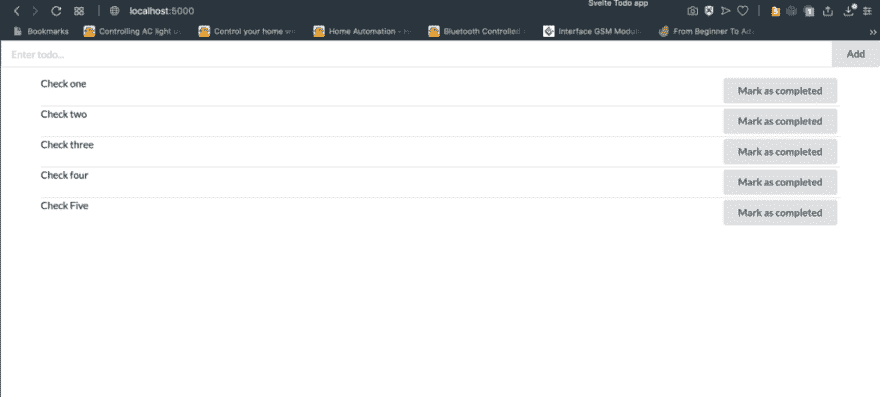 Svelte Todo app
localhost:5000
Bookmarks Controlling AC light Control your home Home Automation - Bluetooth Controlled Interface GSM Modul From Beginner To »
Enter todo... Add
Check one Mark as completed
Check two Mark as completed
Check three Mark as completed
Check four Mark as completed
Check Five Mark as completed